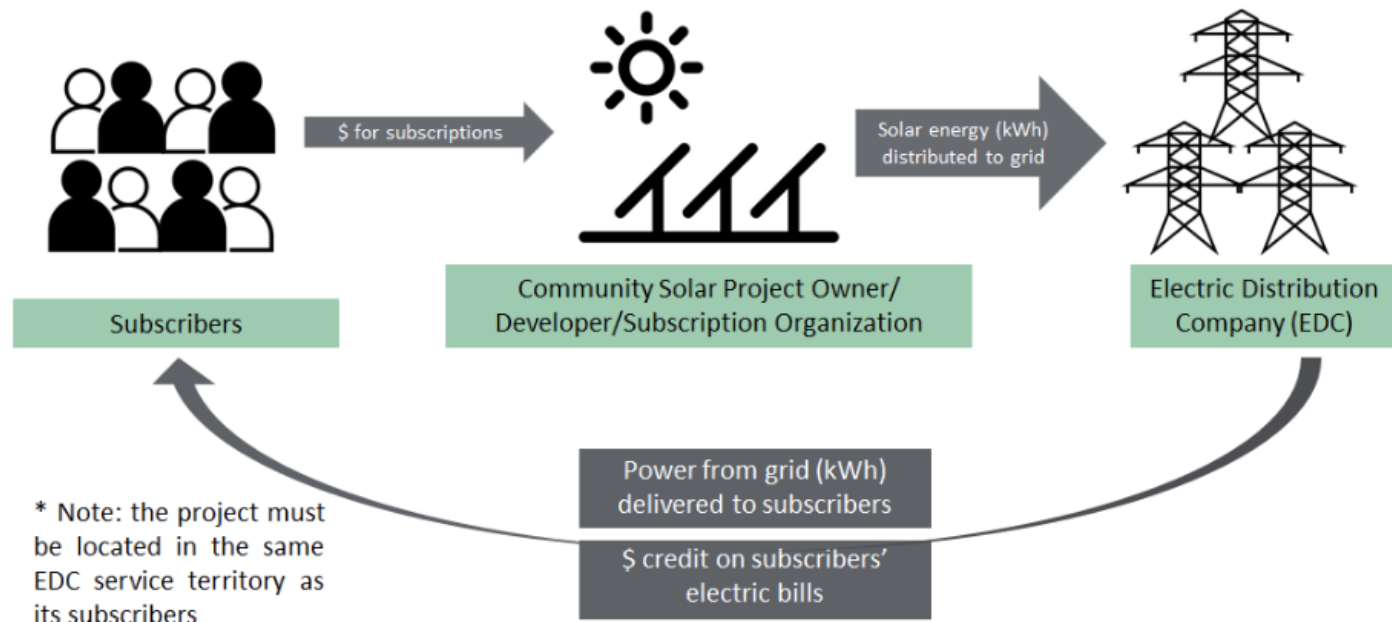 $ for subscriptions
Solar energy (kWh)
distributed to grid
Subscribers
Community Solar Project Owner/
Developer/Subscription Organization
Electric Distribution
Company (EDC)
Power from grid (kWh)
delivered to subscribers
$ credit on subscribers’
electric bills
* Note: the project must
be located in the same
EDC service territory as
its subscribers